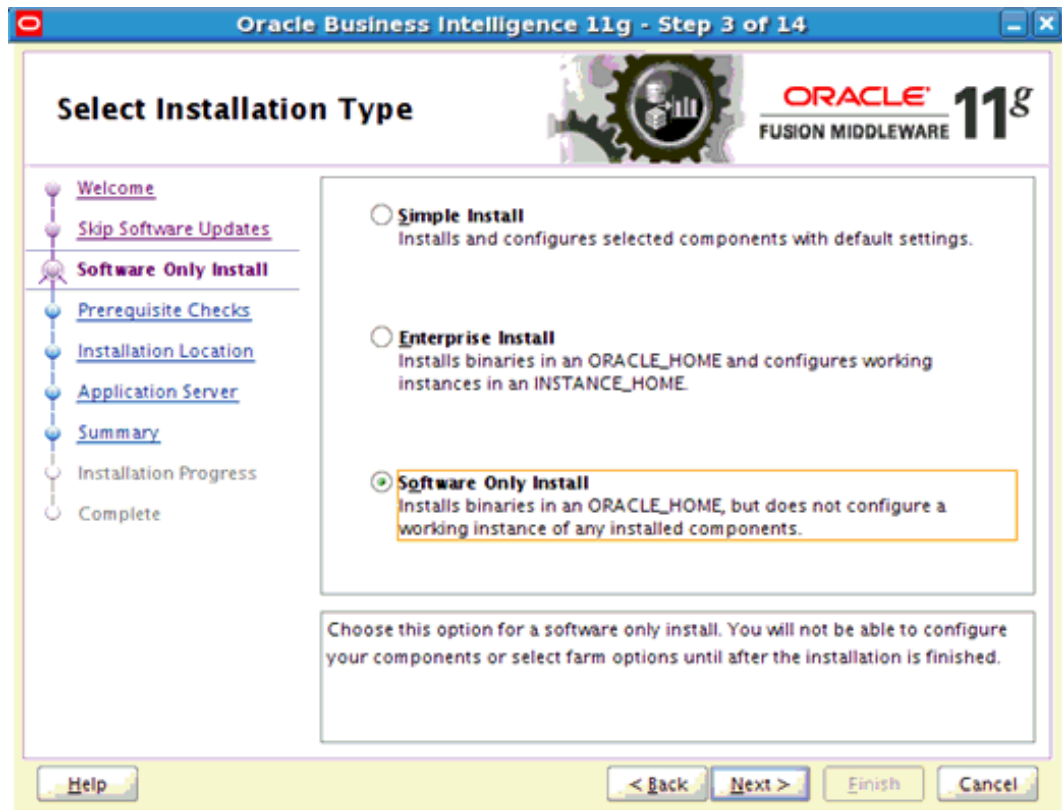 Oracle Business Intelligence 11g - Step 3 of 14
Select Installation Type
ORACLE
FUSION MIDDLEWARE 11g
Welcome
Skip Software Updates
Software Only Install
Prerequisite Checks
Installation Location
Application Server
Summary
Installation Progress
Complete
Simple Install
Installs and configures selected components with default settings.
Enterprise Install
Installs binaries in an ORACLE_HOME and configures working
instances in an INSTANCE_HOME.
Software Only Install
Installs binaries in an ORACLE_HOME, but does not configure a
working instance of any installed components.
Choose this option for a software only install. You will not be able to configure
your components or select farm options until after the installation is finished.
Help
< Back
Next >
Finish
Cancel